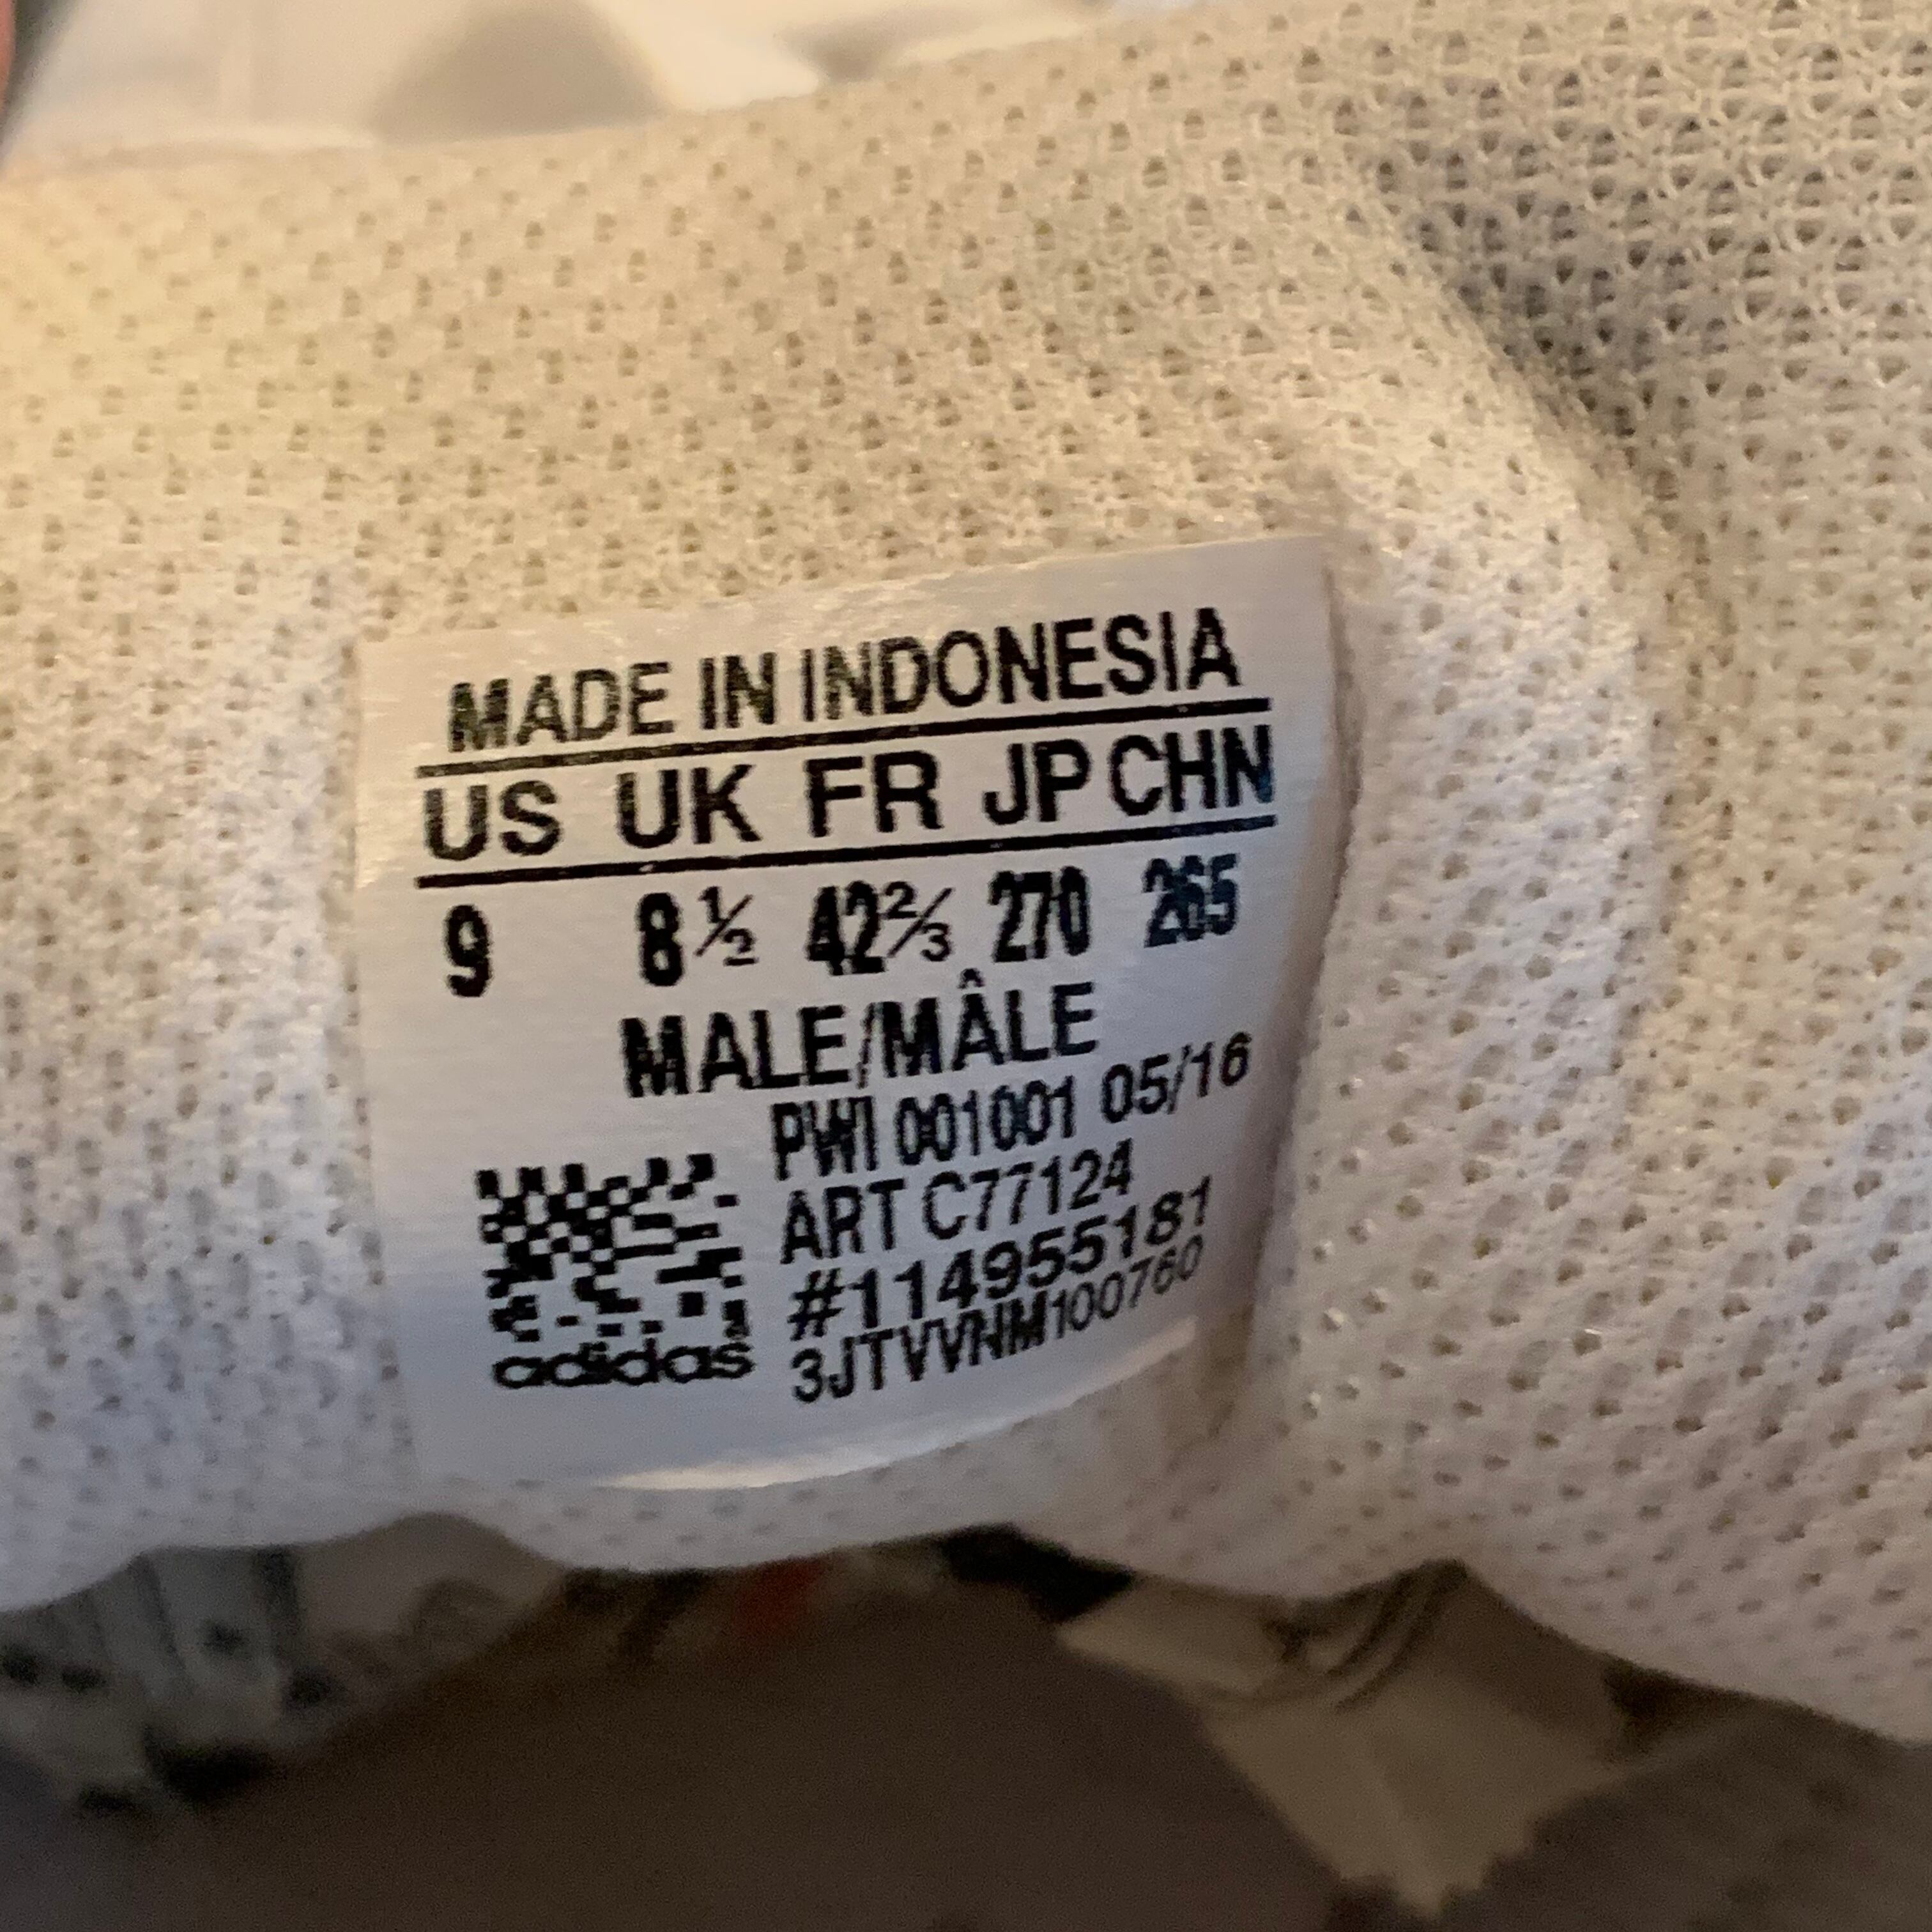 MADE IN INDONESIA
US UK FR JP CHN
9 8½ 42⅔ 270 265
MALE/MÂLE
PWI 001001 05/16
ART C77124
#114955181
3JTVVNM100760
adidas